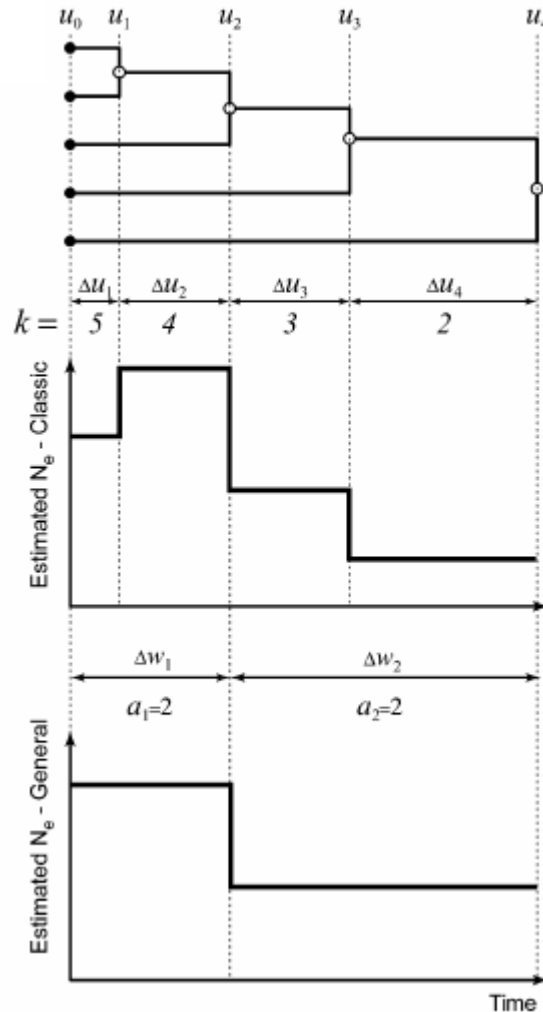 u₀ u₁ u₂ u₃
Δu₁ Δu₂ Δu₃ Δu₄
k = 5 4 3 2
Estimated Nₑ - Classic
Δw₁ Δw₂
a₁=2 a₂=2
Estimated Nₑ - General
Time